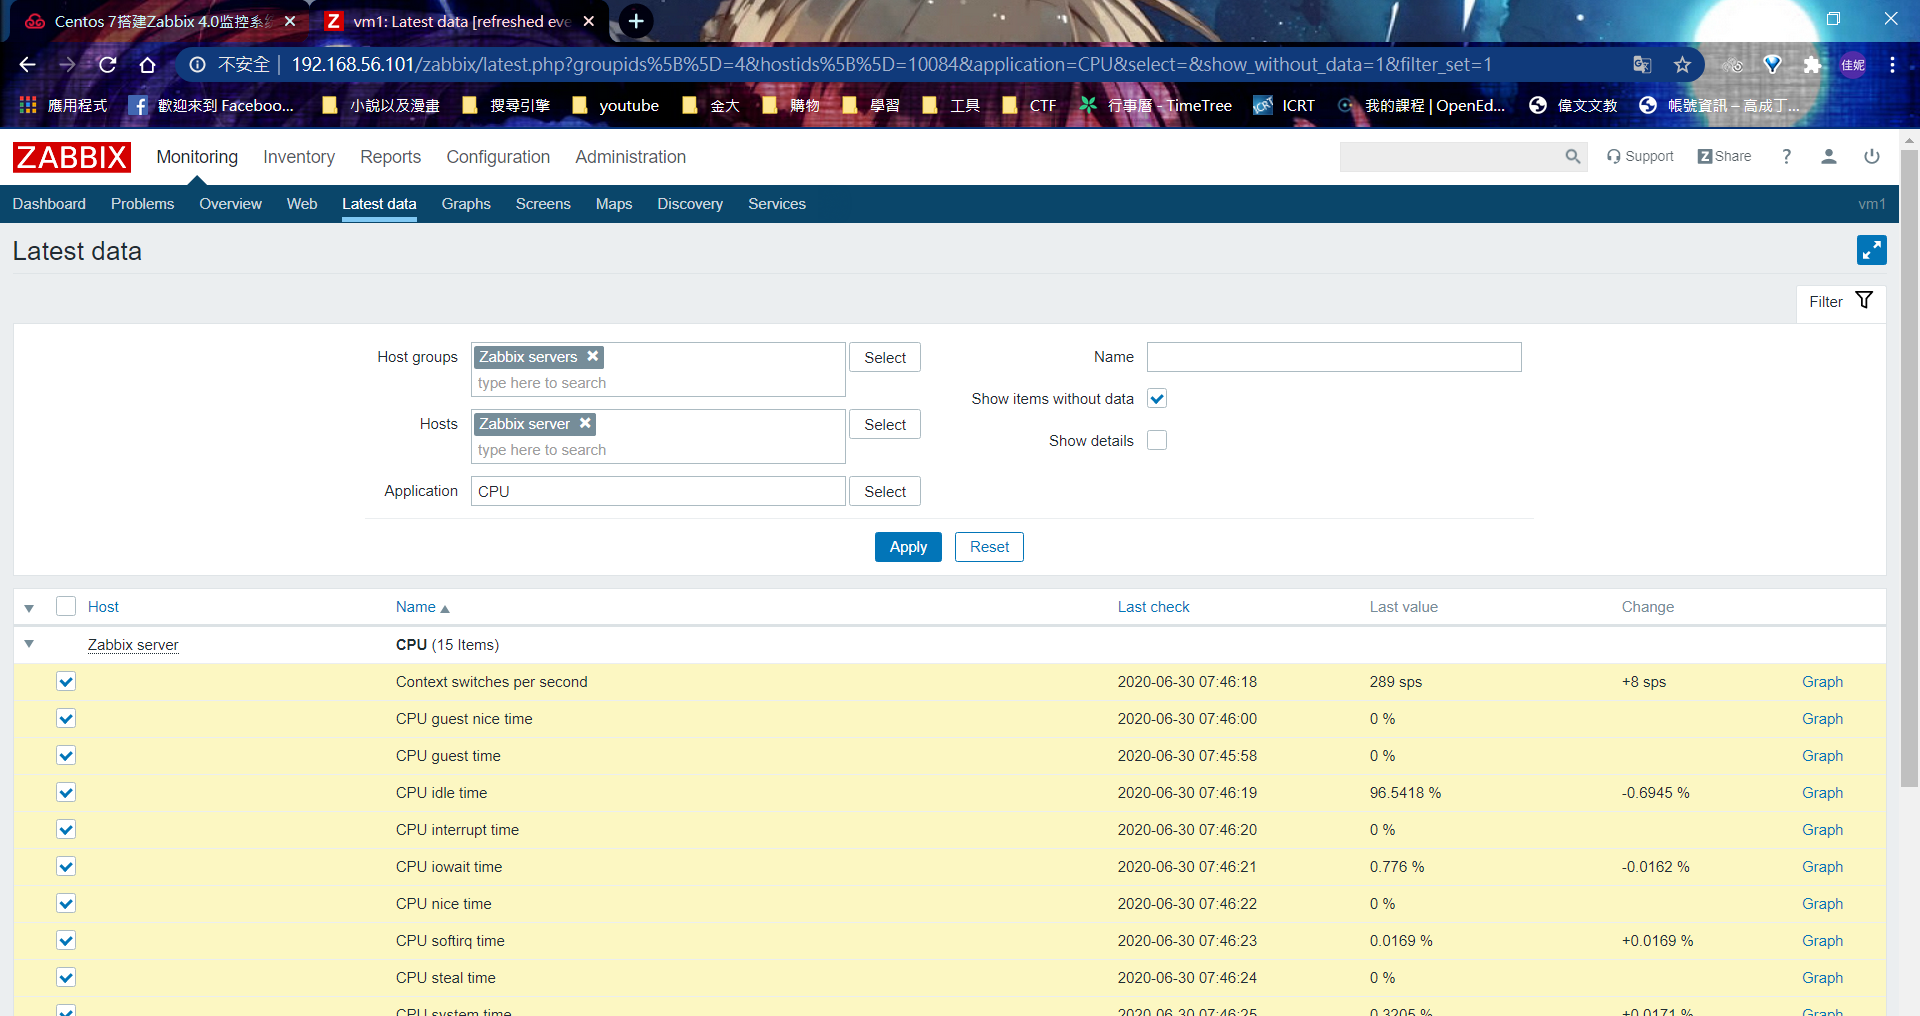 Centos 7搭建Zabbix 4.0监控系
Z vm1: Latest data [refreshed eve
不安全 | 192.168.56.101/zabbix/latest.php?groupids%5B%5D=4&hostids%5B%5D=10084&application=CPU&select=&show_without_data=1&filter_set=1
佳妮
應用程式 歡迎來到 Faceboo... 小說以及漫畫 搜尋引擎 youtube 金大 購物 學習 工具 CTF 行事曆 - TimeTree ICRT 我的課程 | OpenEd... 偉文文教 帳號資訊 – 高成丁...
ZABBIX Monitoring Inventory Reports Configuration Administration Support Z Share ?
Dashboard Problems Overview Web Latest data Graphs Screens Maps Discovery Services vm1
Latest data
Filter
Host groups Zabbix servers Select Name
type here to search
Show items without data
Hosts Zabbix server Select
type here to search
Show details
Application CPU Select
Apply Reset
Host Name Last check Last value Change
Zabbix server CPU (15 Items)
Context switches per second 2020-06-30 07:46:18 289 sps +8 sps Graph
CPU guest nice time 2020-06-30 07:46:00 0 % Graph
CPU guest time 2020-06-30 07:45:58 0 % Graph
CPU idle time 2020-06-30 07:46:19 96.5418 % -0.6945 % Graph
CPU interrupt time 2020-06-30 07:46:20 0 % Graph
CPU iowait time 2020-06-30 07:46:21 0.776 % -0.0162 % Graph
CPU nice time 2020-06-30 07:46:22 0 % Graph
CPU softirq time 2020-06-30 07:46:23 0.0169 % +0.0169 % Graph
CPU steal time 2020-06-30 07:46:24 0 % Graph
CPU system time 2020-06-30 07:46:25 0.3205 % +0.0171 % Graph